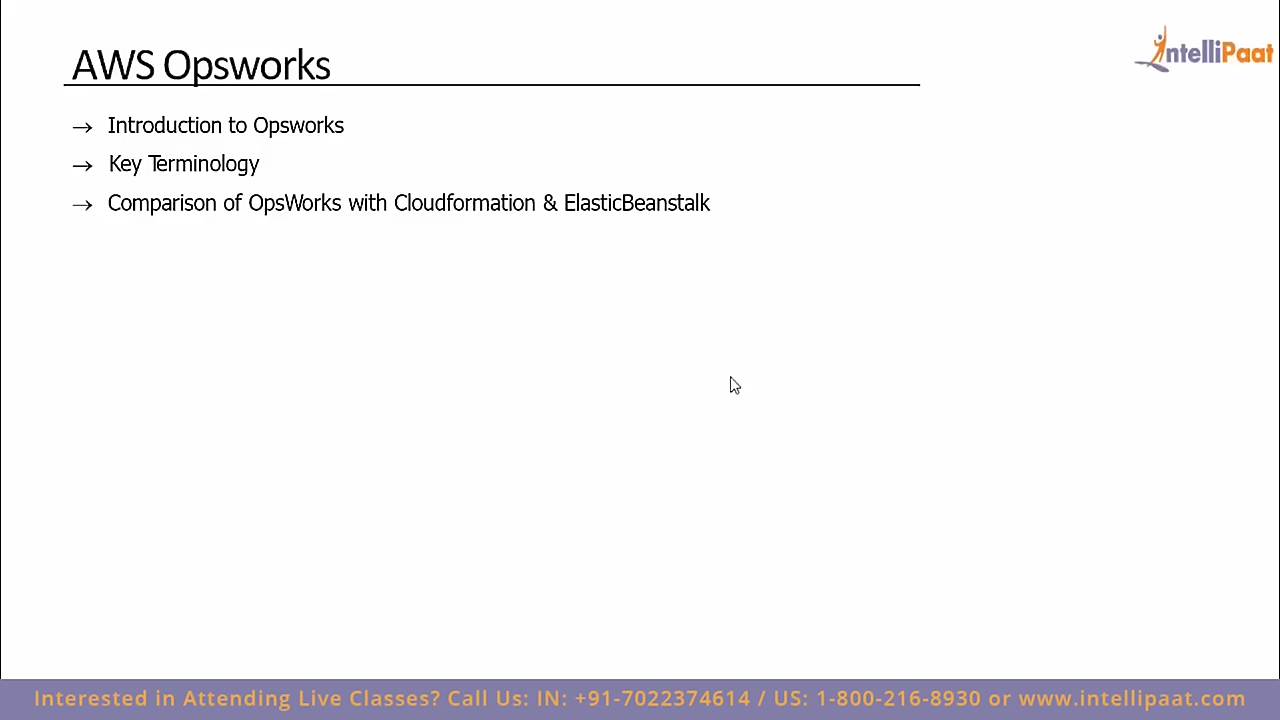 AWS Opsworks
IntelliPaat
→ Introduction to Opsworks
→ Key Terminology
→ Comparison of OpsWorks with Cloudformation & ElasticBeanstalk
Interested in Attending Live Classes? Call Us: IN: +91-7022374614 / US: 1-800-216-8930 or www.intellipaat.com